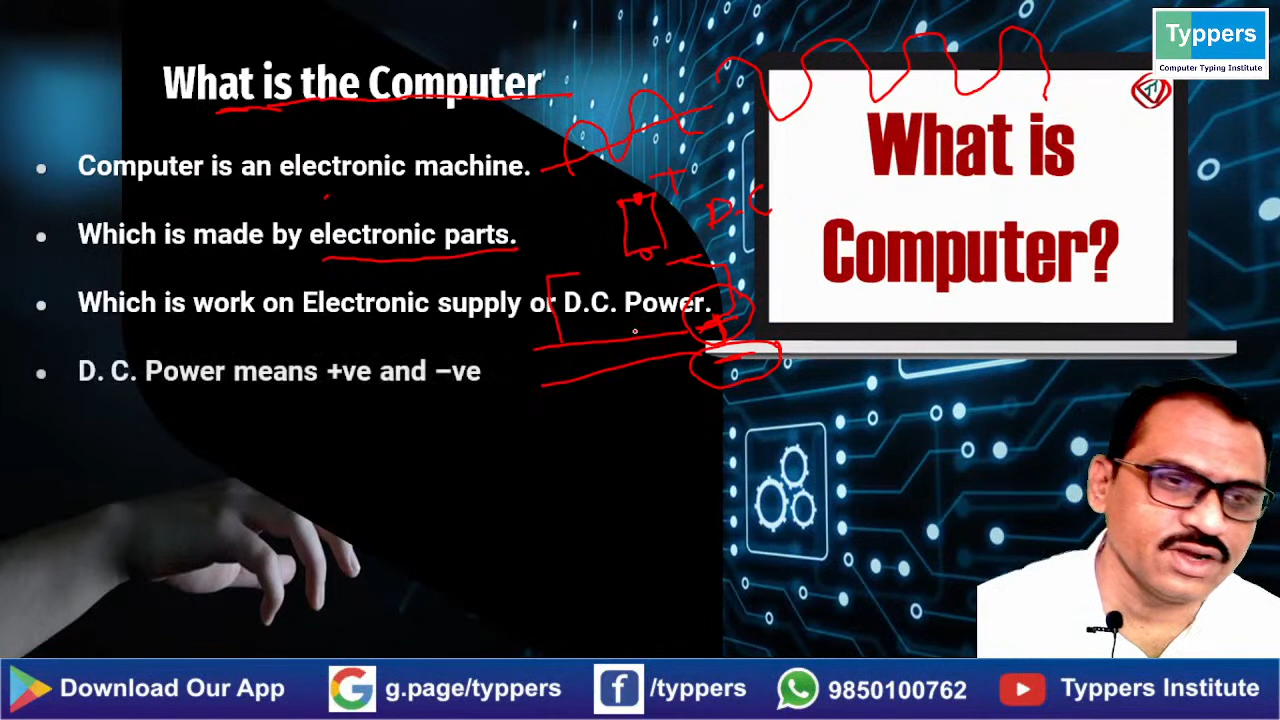 What is the Computer
Computer is an electronic machine.
Which is made by electronic parts.
Which is work on Electronic supply or D.C. Power.
D. C. Power means +ve and –ve
+
D.C
+
-
What is
Computer?
Typpers
Computer Typing Institute
Download Our App
g.page/typpers
/typpers
9850100762
Typpers Institute